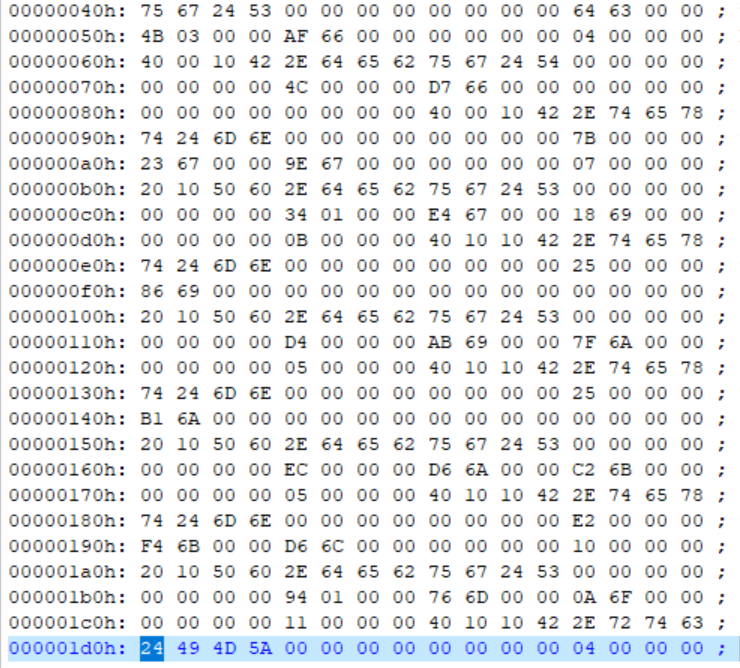 00000040h: 75 67 24 53 00 00 00 00 00 00 00 00 64 63 00 00 ;
00000050h: 4B 03 00 00 AF 66 00 00 00 00 00 00 04 00 00 00 ;
00000060h: 40 00 10 42 2E 64 65 62 75 67 24 54 00 00 00 00 ;
00000070h: 00 00 00 00 4C 00 00 00 D7 66 00 00 00 00 00 00 ;
00000080h: 00 00 00 00 00 00 00 00 40 00 10 42 2E 74 65 78 ;
00000090h: 74 24 6D 6E 00 00 00 00 00 00 00 00 7B 00 00 00 ;
000000a0h: 23 67 00 00 9E 67 00 00 00 00 00 00 07 00 00 00 ;
000000b0h: 20 10 50 60 2E 64 65 62 75 67 24 53 00 00 00 00 ;
000000c0h: 00 00 00 00 34 01 00 00 E4 67 00 00 18 69 00 00 ;
000000d0h: 00 00 00 00 0B 00 00 00 40 10 10 42 2E 74 65 78 ;
000000e0h: 74 24 6D 6E 00 00 00 00 00 00 00 00 25 00 00 00 ;
000000f0h: 86 69 00 00 00 00 00 00 00 00 00 00 00 00 00 00 ;
00000100h: 20 10 50 60 2E 64 65 62 75 67 24 53 00 00 00 00 ;
00000110h: 00 00 00 00 D4 00 00 00 AB 69 00 00 7F 6A 00 00 ;
00000120h: 00 00 00 00 05 00 00 00 40 10 10 42 2E 74 65 78 ;
00000130h: 74 24 6D 6E 00 00 00 00 00 00 00 00 25 00 00 00 ;
00000140h: B1 6A 00 00 00 00 00 00 00 00 00 00 00 00 00 00 ;
00000150h: 20 10 50 60 2E 64 65 62 75 67 24 53 00 00 00 00 ;
00000160h: 00 00 00 00 EC 00 00 00 D6 6A 00 00 C2 6B 00 00 ;
00000170h: 00 00 00 00 05 00 00 00 40 10 10 42 2E 74 65 78 ;
00000180h: 74 24 6D 6E 00 00 00 00 00 00 00 00 E2 00 00 00 ;
00000190h: F4 6B 00 00 D6 6C 00 00 00 00 00 00 10 00 00 00 ;
000001a0h: 20 10 50 60 2E 64 65 62 75 67 24 53 00 00 00 00 ;
000001b0h: 00 00 00 00 94 01 00 00 76 6D 00 00 0A 6F 00 00 ;
000001c0h: 00 00 00 00 11 00 00 00 40 10 10 42 2E 72 74 63 ;
000001d0h: 24 49 4D 5A 00 00 00 00 00 00 00 00 04 00 00 00 ;